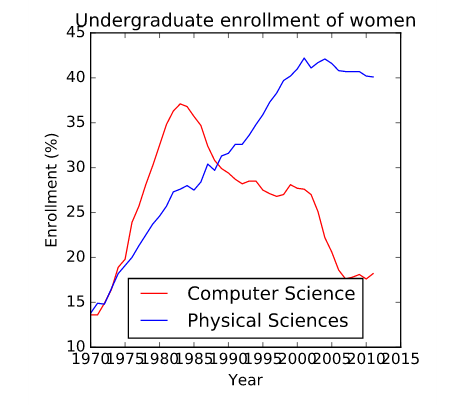 Undergraduate enrollment of women
45
40
35
30
25
20
15
10
Enrollment (%)
Computer Science
Physical Sciences
1970 1975 1980 1985 1990 1995 2000 2005 2010 2015
Year